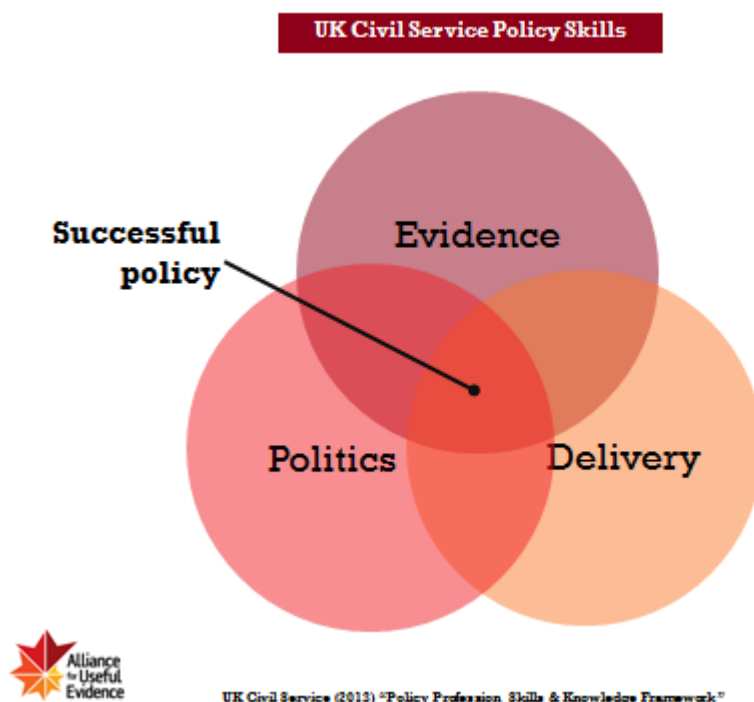 UK Civil Service Policy Skills
Evidence
Successful
policy
Politics
Delivery
Alliance
for Useful
Evidence
UK Civil Service (2013) “Policy Profession Skills & Knowledge Framework”